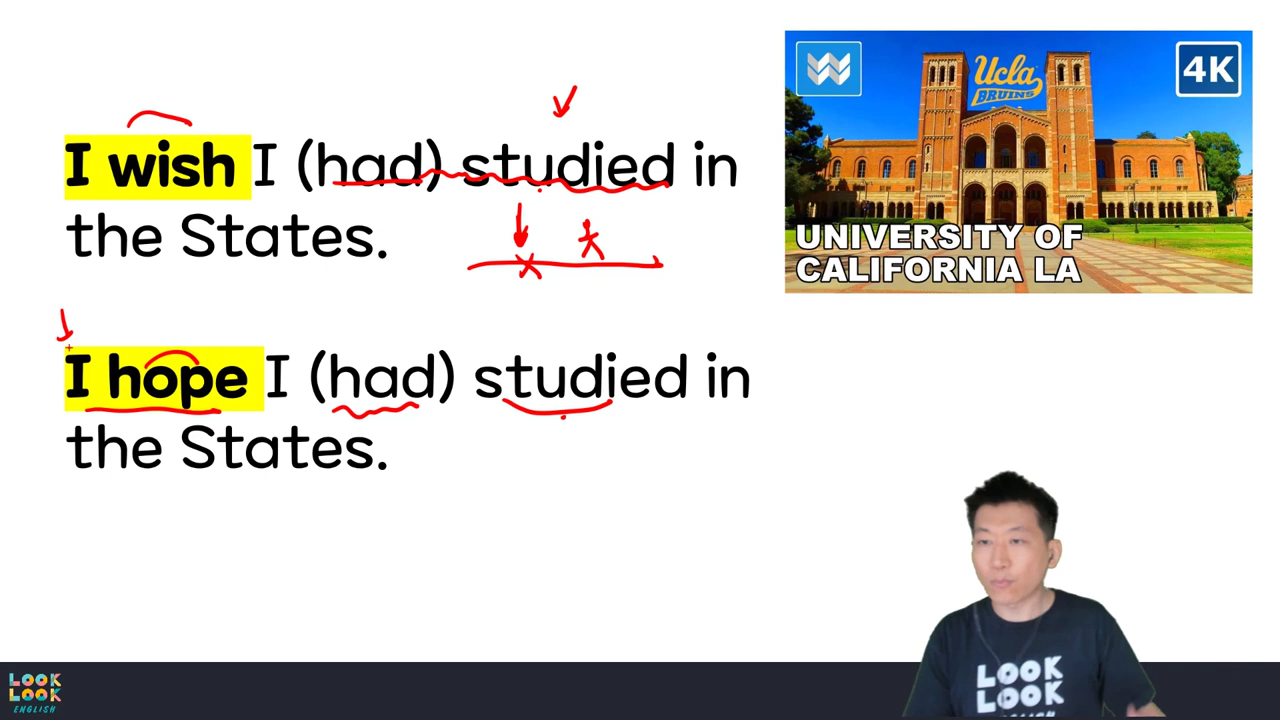 I wish I (had) studied in
the States.
I hope I (had) studied in
the States.
Ucla
BRUINS
4K
UNIVERSITY OF
CALIFORNIA LA
LOOK
LOOK
ENGLISH
LOOK
LOOK